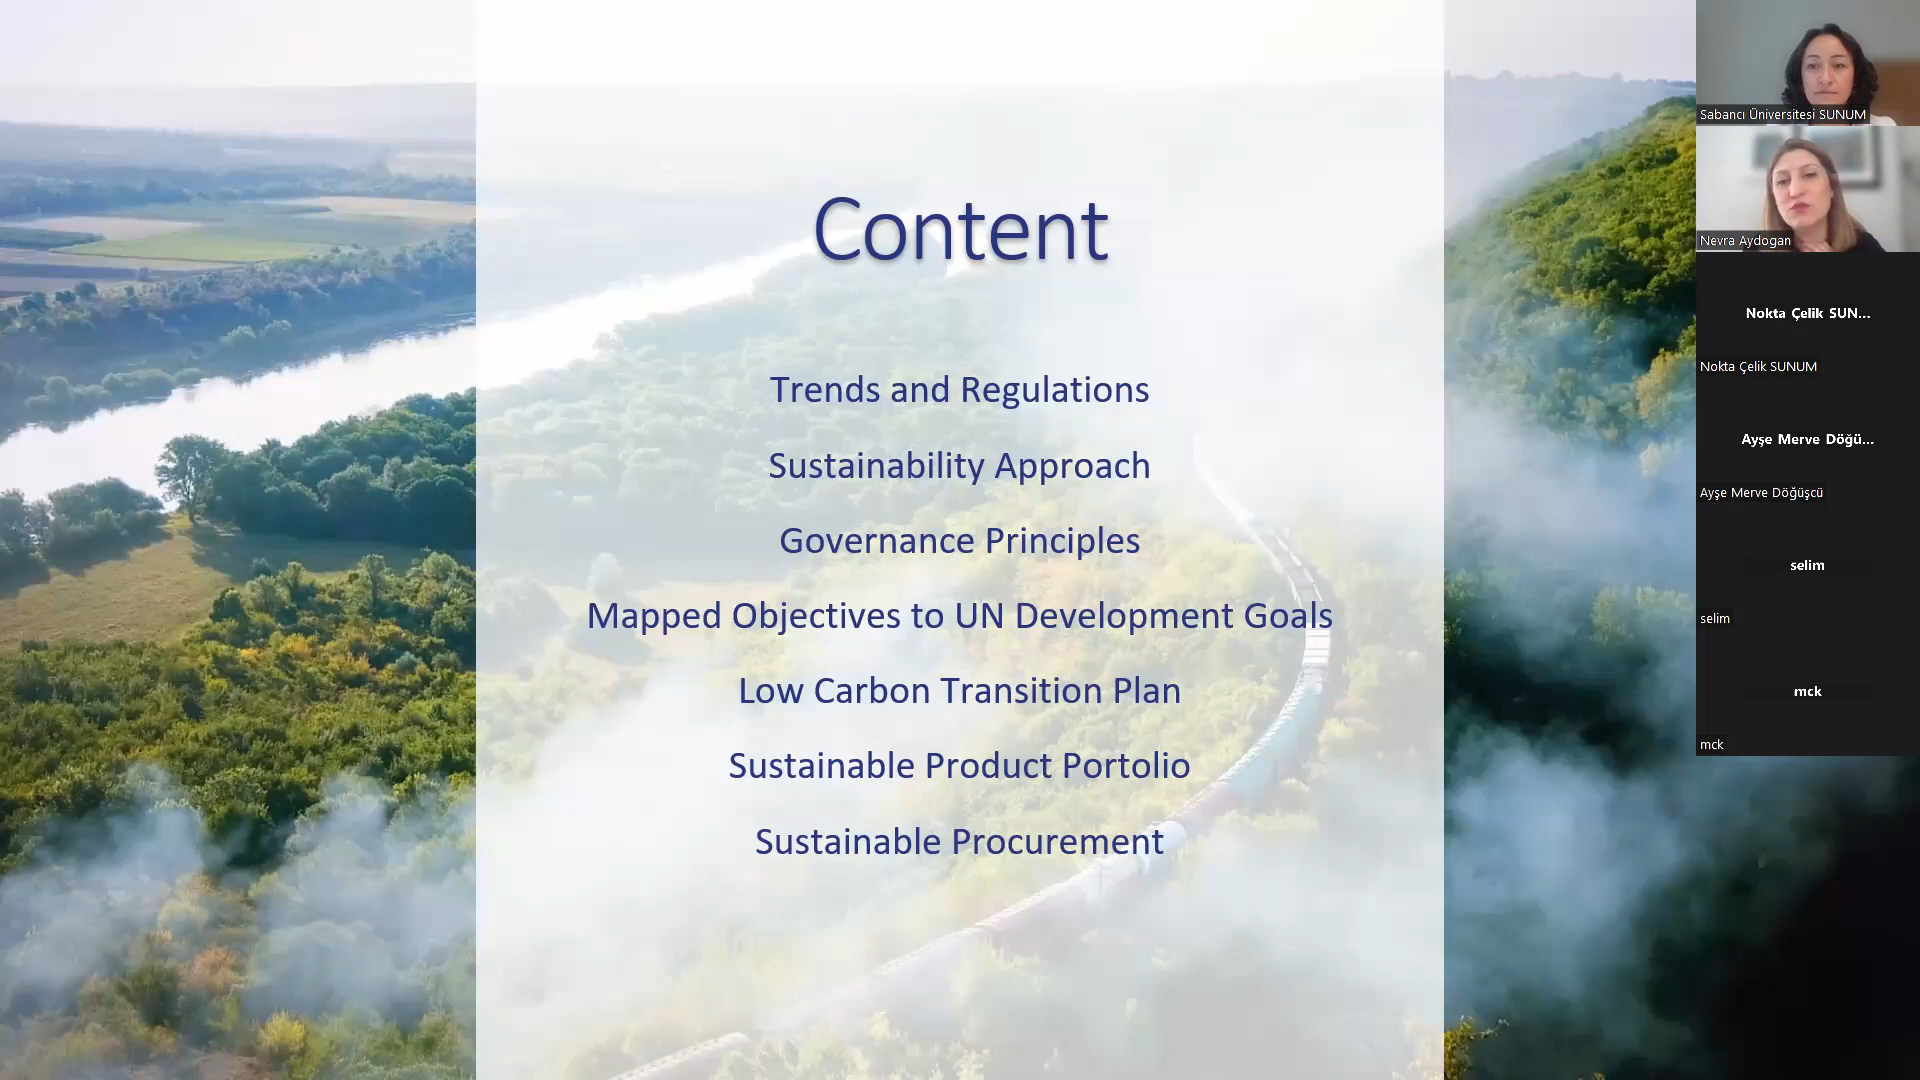 Content
Trends and Regulations
Sustainability Approach
Governance Principles
Mapped Objectives to UN Development Goals
Low Carbon Transition Plan
Sustainable Product Portolio
Sustainable Procurement
Sabancı Üniversitesi SUNUM
Nevra Aydogan
Nokta Çelik SUN...
Nokta Çelik SUNUM
Ayşe Merve Döğü...
Ayşe Merve Döğüşcü
selim
selim
mck
mck